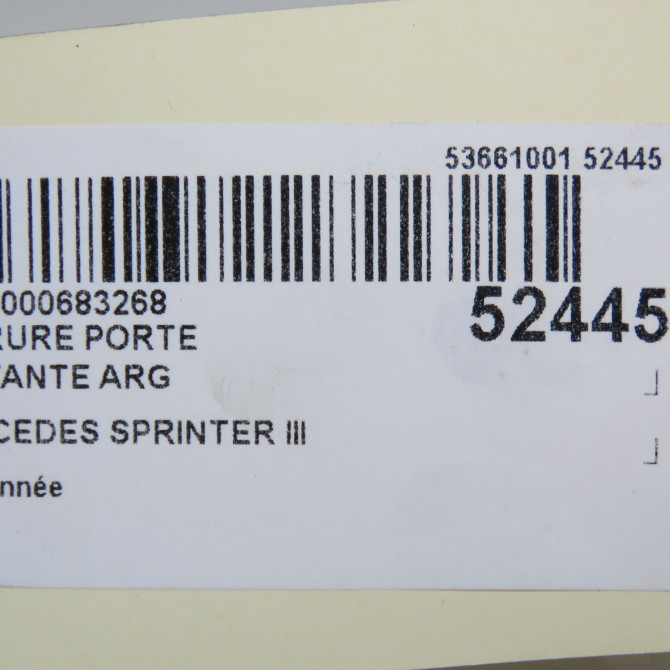 53661001 52445
000683268
52445
RURE PORTE
TANTE ARG
CEDES SPRINTER III
nnée